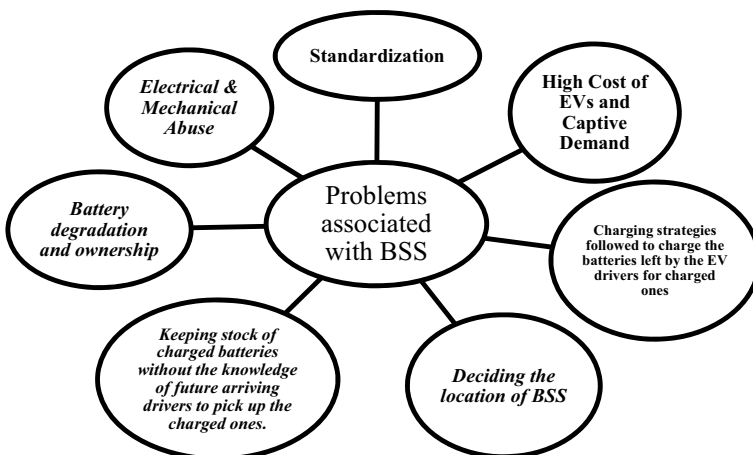 Standardization
High Cost of
EVs and
Captive
Demand
Charging strategies
followed to charge the
batteries left by the EV
drivers for charged
ones
Deciding the
location of BSS
Keeping stock of
charged batteries
without the knowledge
of future arriving
drivers to pick up the
charged ones.
Battery
degradation
and ownership
Electrical &
Mechanical
Abuse
Problems
associated
with BSS